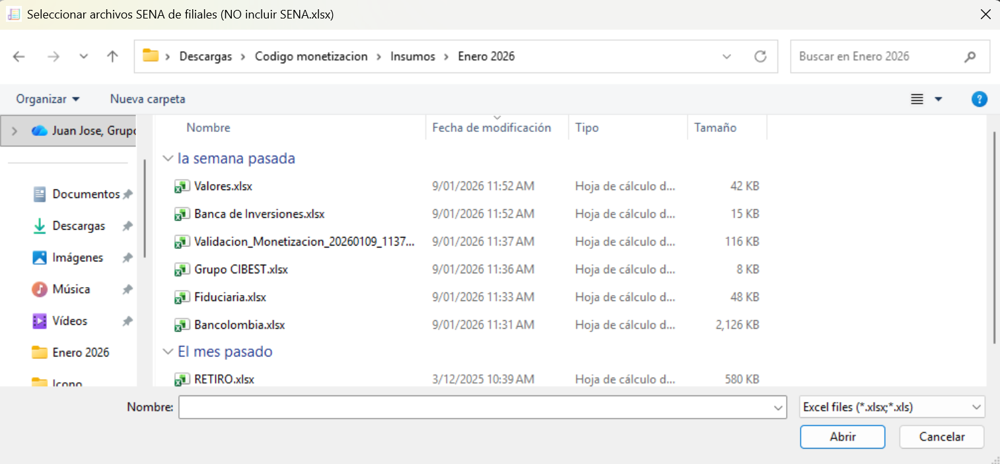 Seleccionar archivos SENA de filiales (NO incluir SENA.xlsx)
Descargas > Codigo monetizacion > Insumos > Enero 2026
Buscar en Enero 2026
Organizar
Nueva carpeta
Juan Jose, Grupo
Documentos
Descargas
Imágenes
Música
Vídeos
Enero 2026
Icono
Nombre Fecha de modificación Tipo Tamaño
la semana pasada
Valores.xlsx 9/01/2026 11:52 AM Hoja de cálculo d... 42 KB
Banca de Inversiones.xlsx 9/01/2026 11:52 AM Hoja de cálculo d... 15 KB
Validacion_Monetizacion_20260109_1137... 9/01/2026 11:37 AM Hoja de cálculo d... 116 KB
Grupo CIBEST.xlsx 9/01/2026 11:36 AM Hoja de cálculo d... 8 KB
Fiduciaria.xlsx 9/01/2026 11:33 AM Hoja de cálculo d... 48 KB
Bancolombia.xlsx 9/01/2026 11:31 AM Hoja de cálculo d... 2,126 KB
El mes pasado
RETIRO.xlsx 3/12/2025 10:39 AM Hoja de cálculo d... 580 KB
Nombre:
Excel files (*.xlsx;*.xls)
Abrir
Cancelar